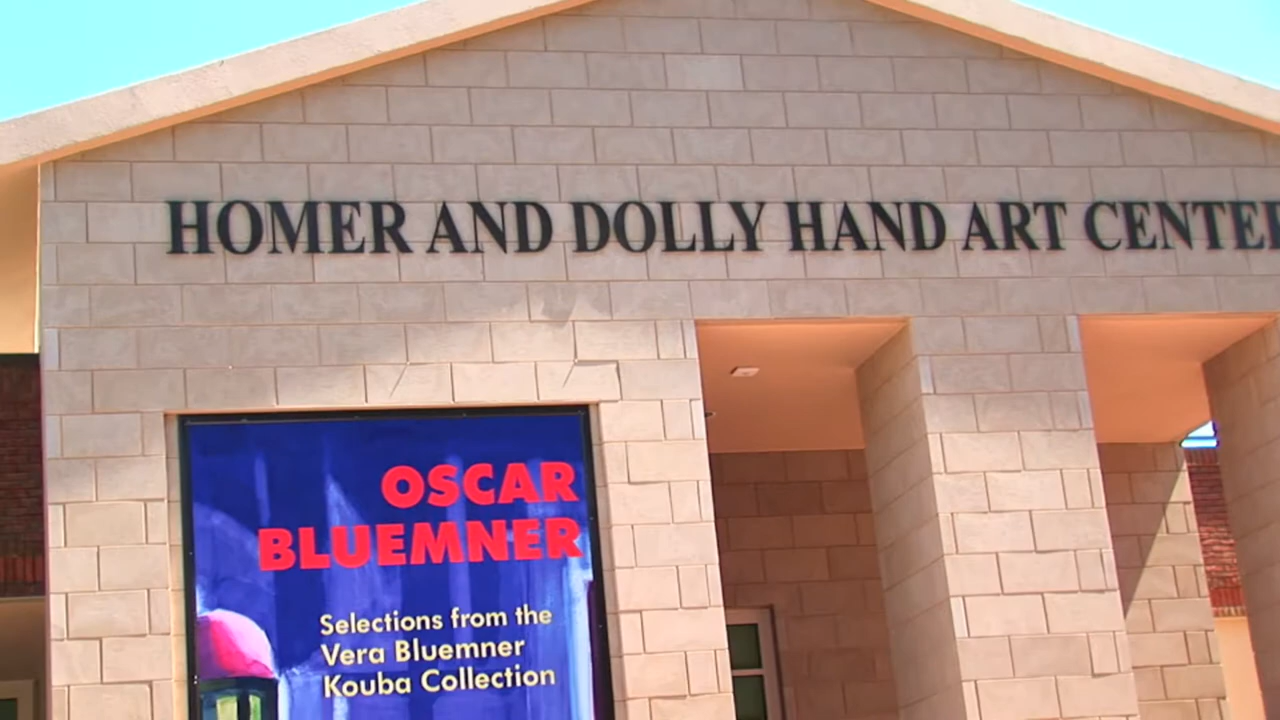 HOMER AND DOLLY HAND ART CENTER
OSCAR
BLUEMNER
Selections from the
Vera Bluemner
Kouba Collection